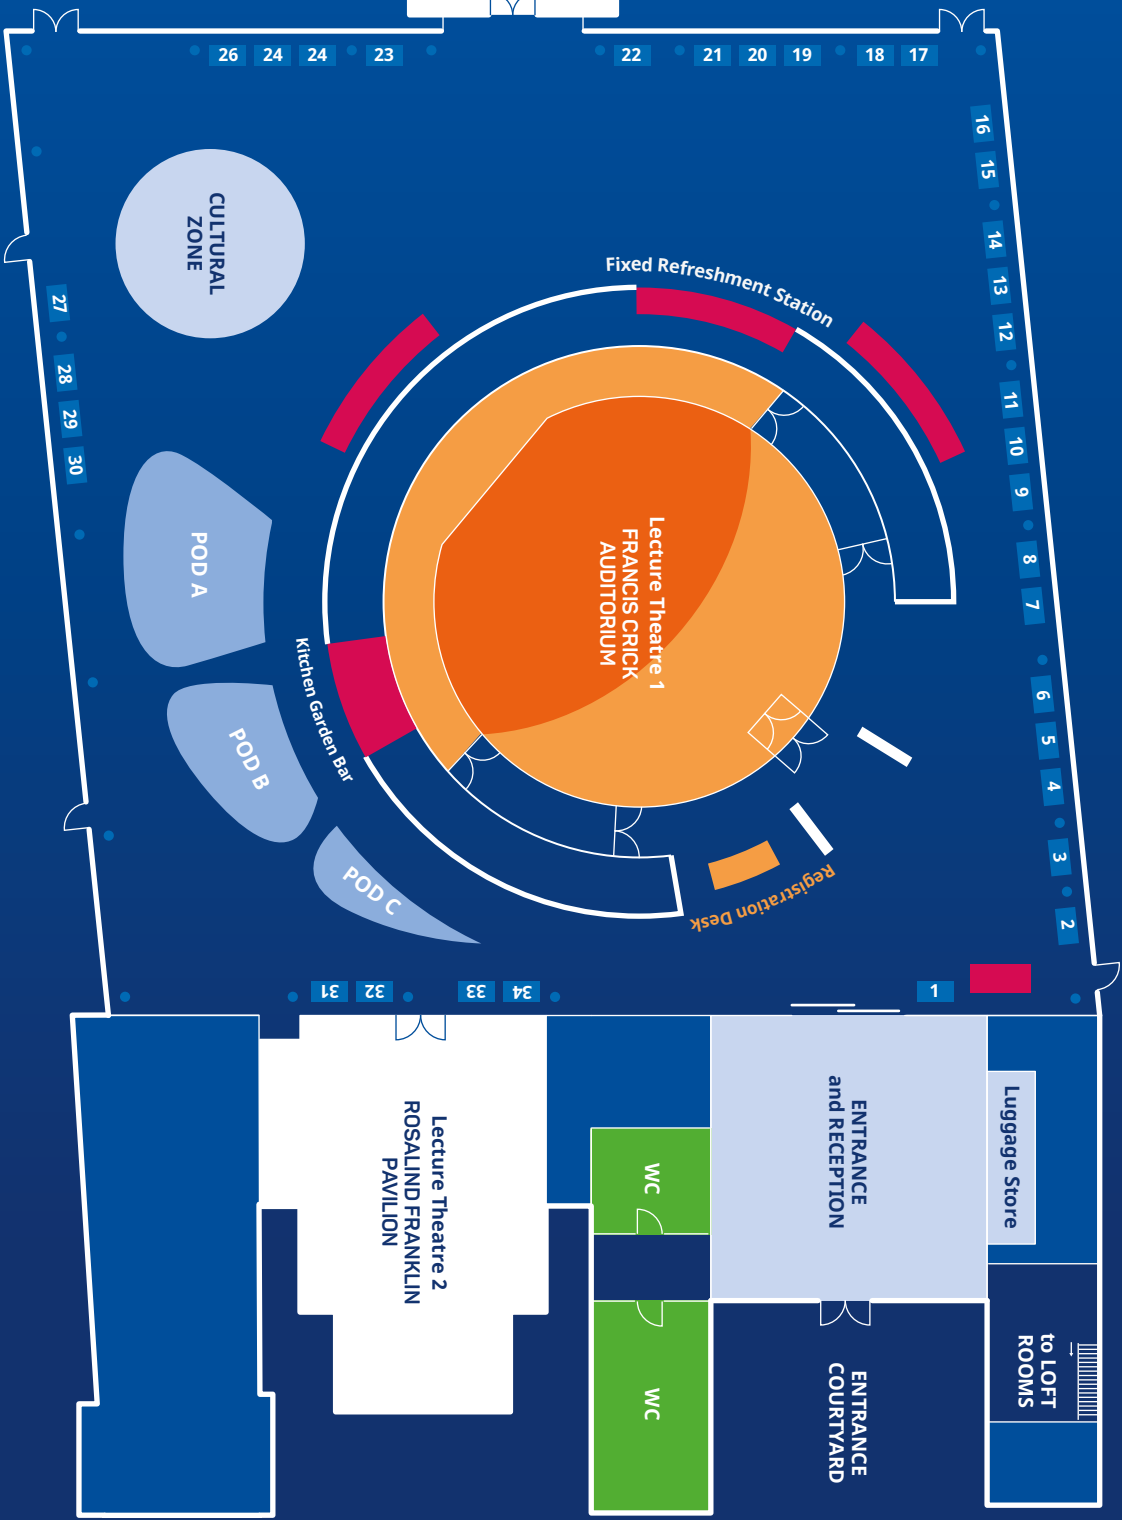 26
24
24
23
22
21
20
19
18
17
16
15
14
13
12
11
10
9
8
7
6
5
4
3
2
1
CULTURAL
ZONE
27
28
29
30
Fixed Refreshment Station
Lecture Theatre 1
FRANCIS CRICK
AUDITORIUM
POD A
POD B
POD C
Kitchen Garden Bar
Registration Desk
31
32
33
34
Lecture Theatre 2
ROSALIND FRANKLIN
PAVILION
WC
WC
ENTRANCE
and RECEPTION
Luggage Store
ENTRANCE
COURTYARD
to LOFT
ROOMS